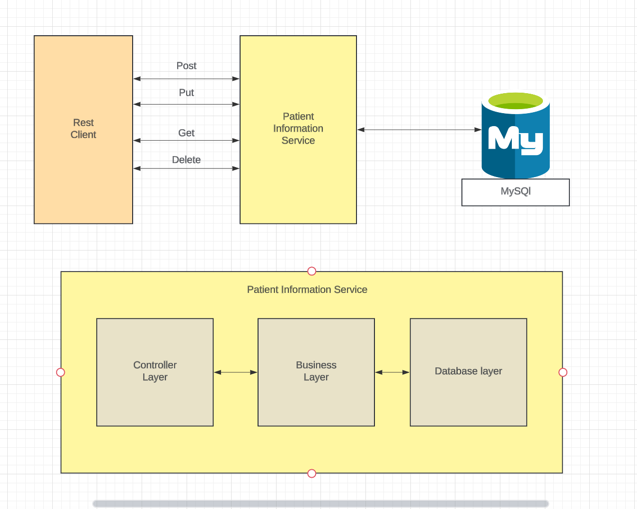 Post
Put
Get
Delete
Rest
Client
Patient
Information
Service
My
MySQl
Patient Information Service
Controller
Layer
Business
Layer
Database layer